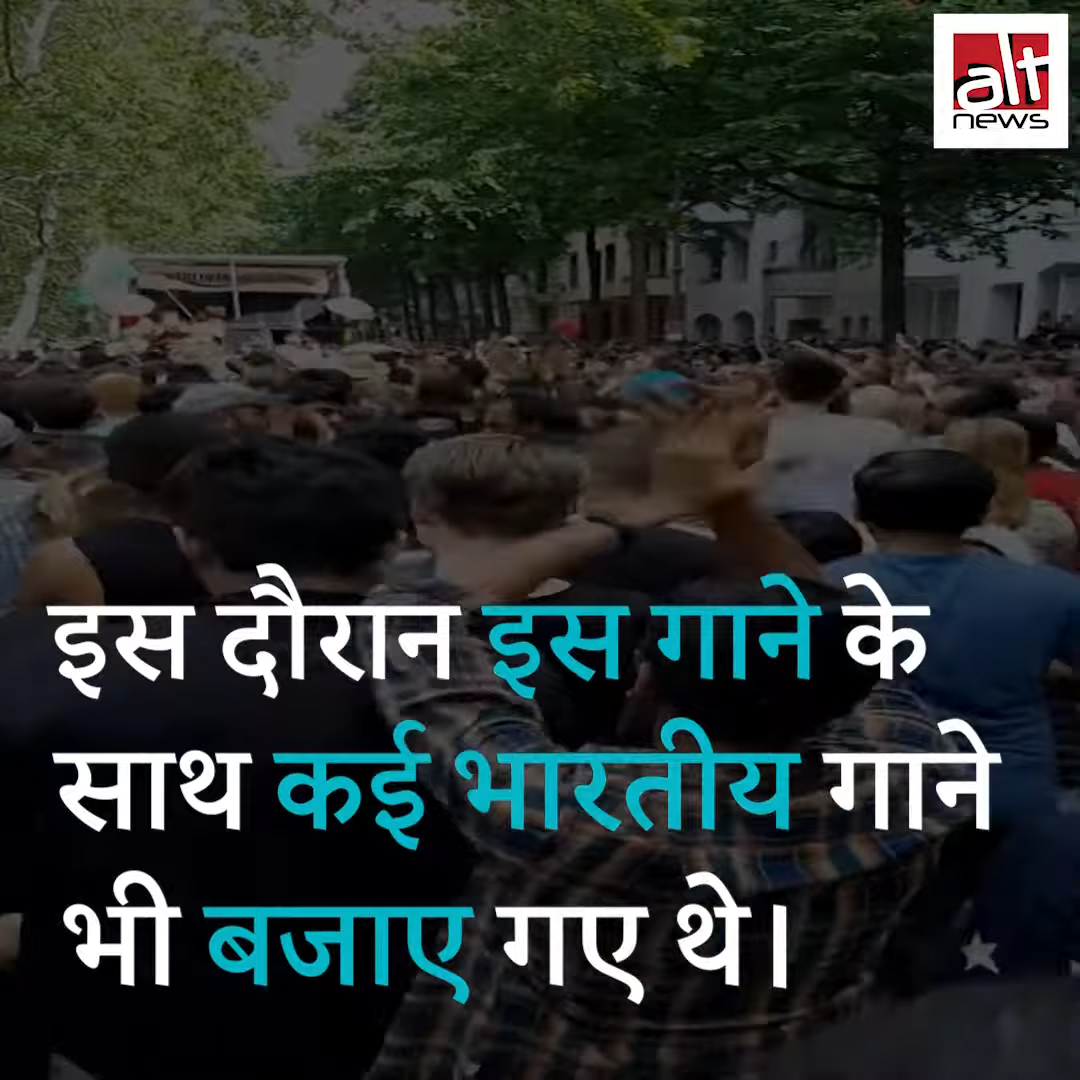 alt
news
इस दौरान इस गाने के
साथ कई भारतीय गाने
भी बजाए गए थे।